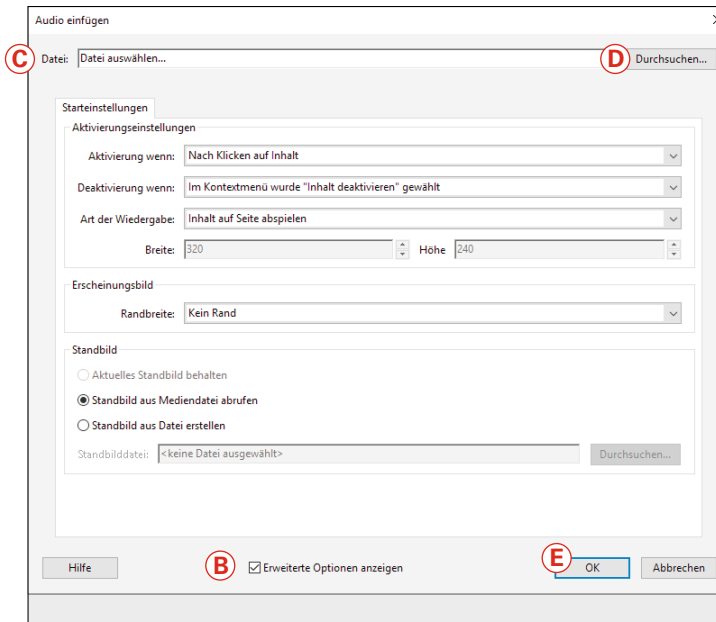 Audio einfügen
C Datei: Datei auswählen... D Durchsuchen...
Starteinstellungen
Aktivierungseinstellungen
Aktivierung wenn: Nach Klicken auf Inhalt
Deaktivierung wenn: Im Kontextmenü wurde "Inhalt deaktivieren" gewählt
Art der Wiedergabe: Inhalt auf Seite abspielen
Breite: 320 Höhe 240
Erscheinungsbild
Randbreite: Kein Rand
Standbild
Aktuelles Standbild behalten
Standbild aus Mediendatei abrufen
Standbild aus Datei erstellen
Standbilddatei: <keine Datei ausgewählt> Durchsuchen...
Hilfe B Erweiterte Optionen anzeigen E OK Abbrechen